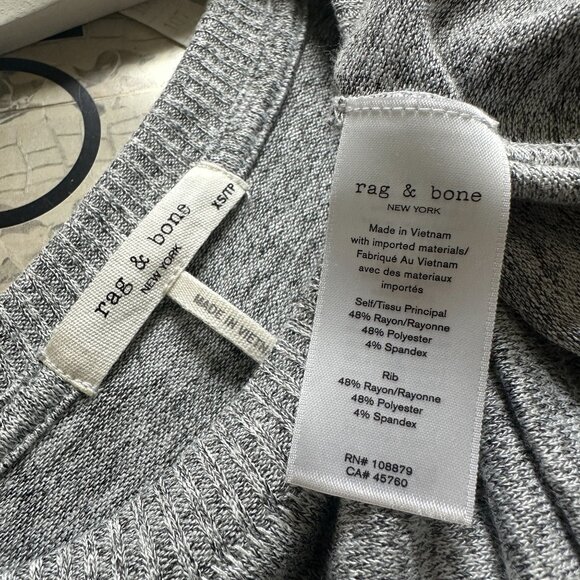 rag & bone
NEW YORK
XS/TP
MADE IN VIETN
rag & bone
NEW YORK
Made in Vietnam
with imported materials/
Fabriqué Au Vietnam
avec des materiaux
importés
Self/Tissu Principal
48% Rayon/Rayonne
48% Polyester
4% Spandex
Rib
48% Rayon/Rayonne
48% Polyester
4% Spandex
RN# 108879
CA# 45760